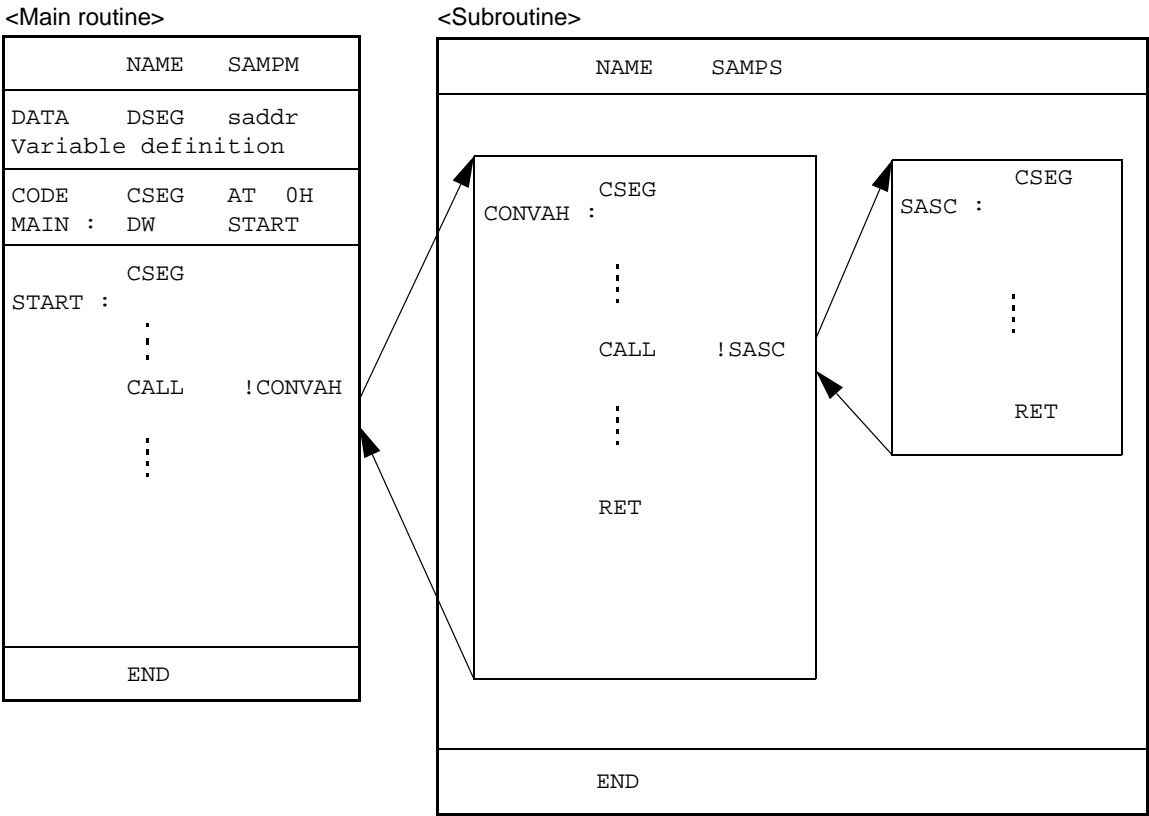 <Main routine>
NAME SAMPM
DATA DSEG saddr
Variable definition
CODE CSEG AT 0H
MAIN : DW START
CSEG
START :
CALL !CONVAH
END
<Subroutine>
NAME SAMPS
CSEG
CONVAH :
CALL !SASC
RET
CSEG
SASC :
RET
END